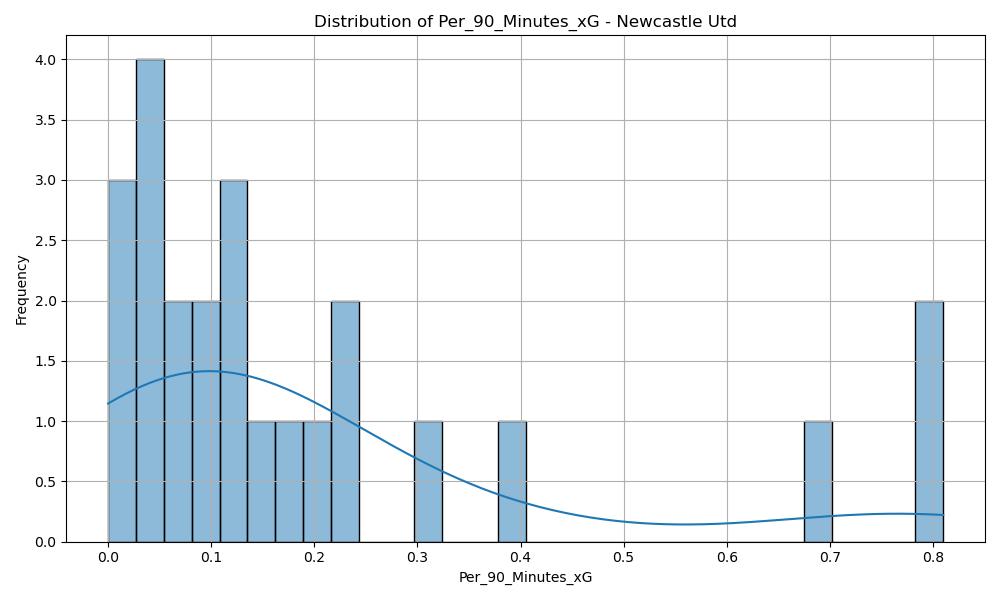 Distribution of Per_90_Minutes_xG - Newcastle Utd
4.0
3.5
3.0
2.5
2.0
1.5
1.0
0.5
0.0
Frequency
0.0 0.1 0.2 0.3 0.4 0.5 0.6 0.7 0.8
Per_90_Minutes_xG